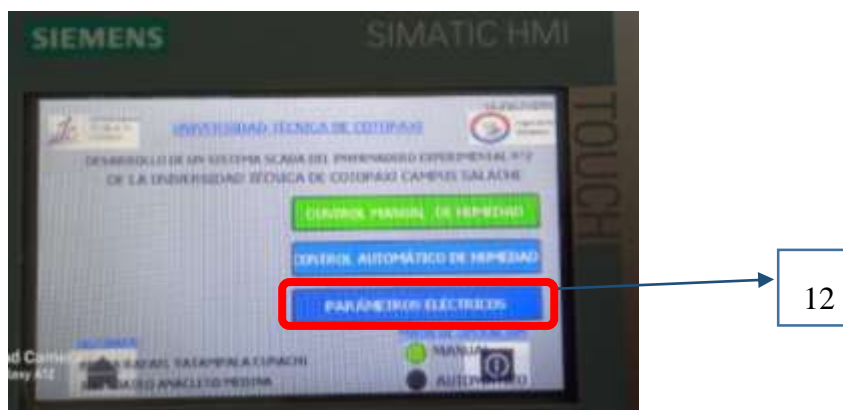 SIEMENS
SIMATIC HMI
TOUCH
UNIVERSIDAD TÉCNICA DE COTOPAXI
DESARROLLO DE UN SISTEMA SCADA DEL INVERNADERO EXPERIMENTAL N°2
DE LA UNIVERSIDAD TÉCNICA DE COTOPAXI CAMPUS SALACHE
CONTROL MANUAL DE HUMEDAD
CONTROL AUTOMÁTICO DE HUMEDAD
PARÁMETROS ELÉCTRICOS
12
MANUAL
AUTOMÁTICO